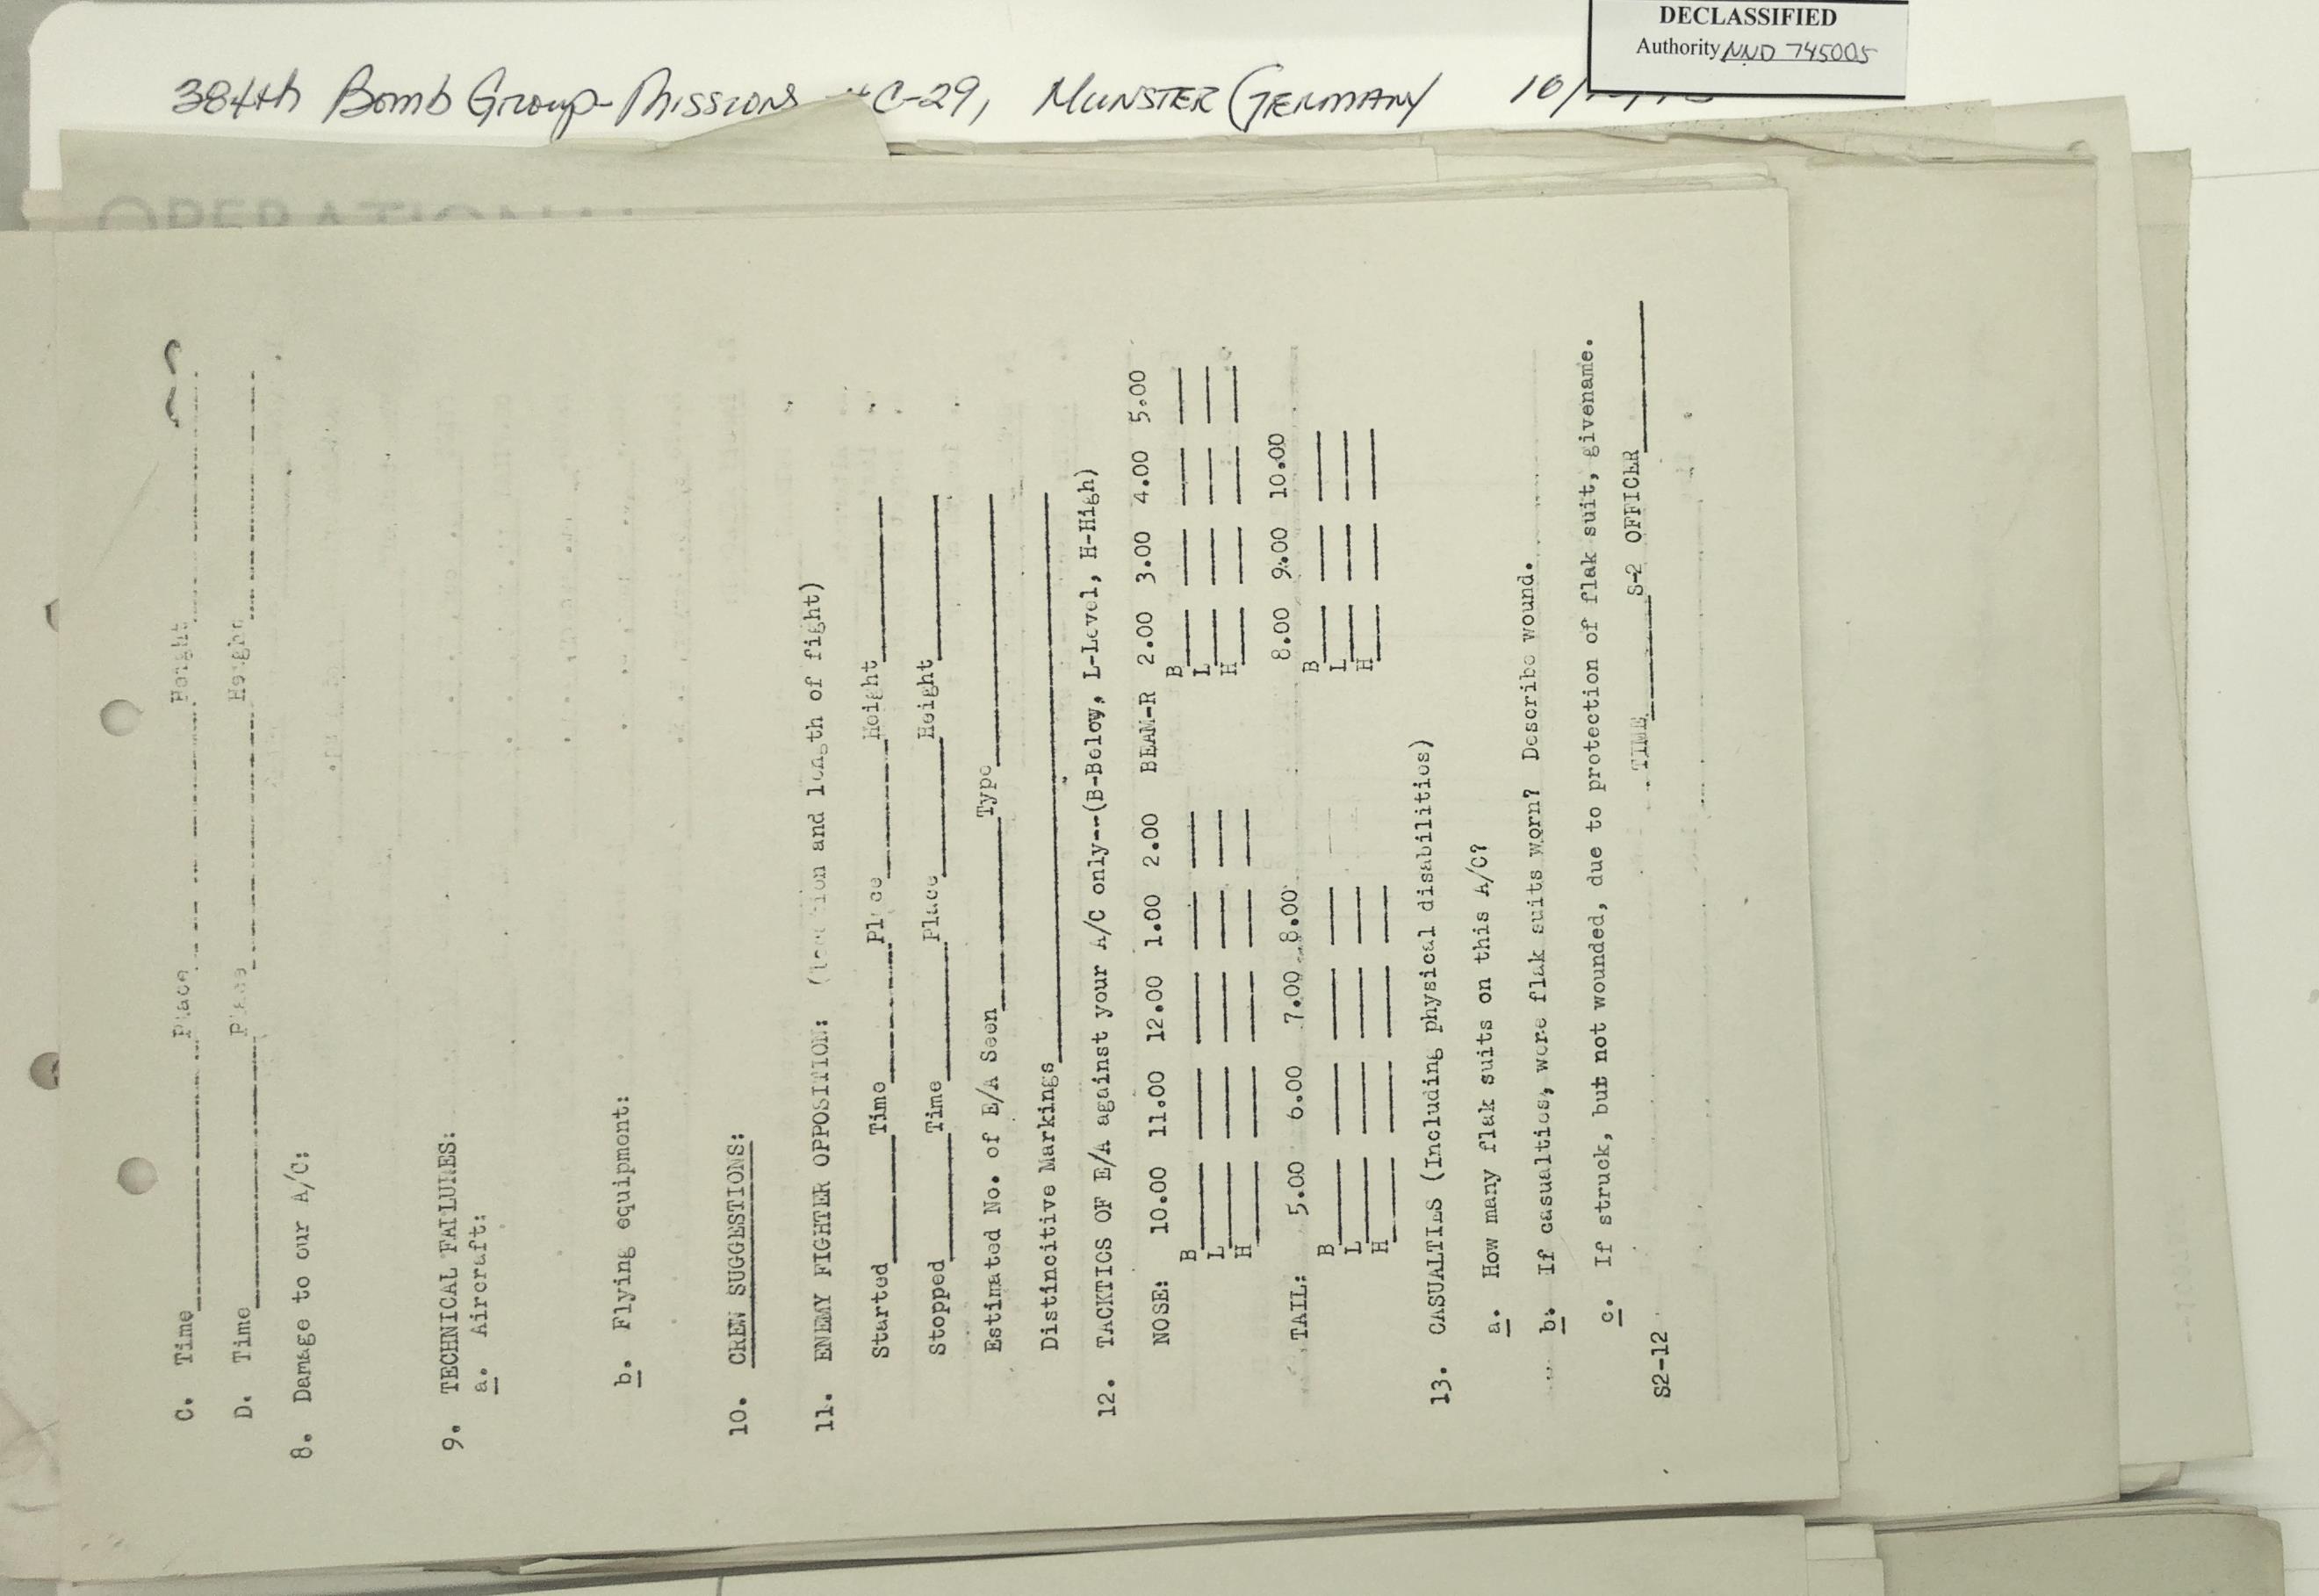 DECLASSIFIED
Authority NND 745005
384th Bomb Group-Missions C-29, MUNSTER GERMANY 10/
OPERATIONAL
C. Time Place Height
D. Time Place Height
8. Damage to our A/C:
9. TECHNICAL FAILURES:
a. Aircraft:
b. Flying equipment:
10. CREW SUGGESTIONS:
11. ENEMY FIGHTER OPPOSITION: and length of fight)
Started Time Place Height
Stopped Time Place Height
Estimated No. of E/A Seen Type
Distincitive Markings
12. TACKTICS OF E/A against your A/C only--(B-Below, L-Level, H-High)
NOSE: 10.00 11.00 12.00 1.00 2.00 BEAM-R 2.00 3.00 4.00 5.00
B B
L L
H H
TAIL: 5.00 6.00 7.00 8.00 8.00 9.00 10.00
B B
L L
H H
13. CASUALTIES (Including physical disabilities)
a. How many flak suits on this A/C?
b. If casualties, were flak suits worn? Describe wound.
c. If struck, but not wounded, due to protection of flak suit, givename.
TIME S-2 OFFICER
S2-12